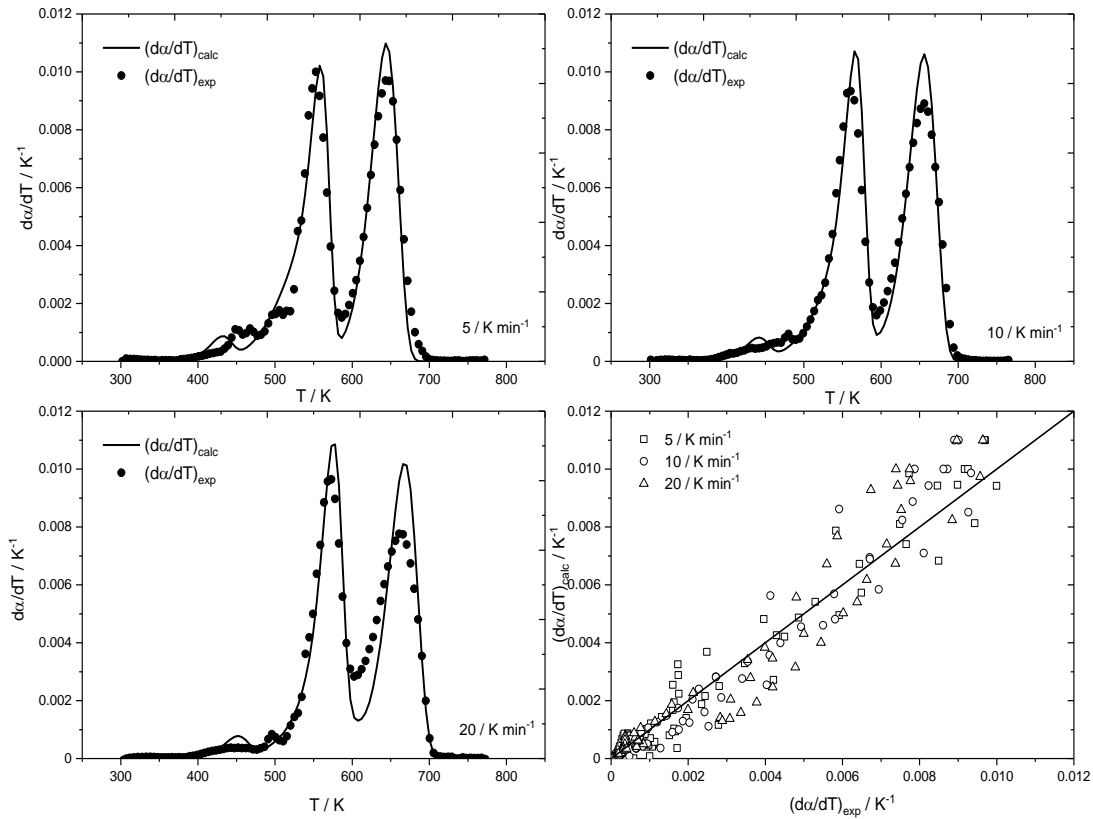 0.012
0.010
0.008
0.006
0.004
0.002
0.000
dα/dT / K-1
(dα/dT)calc
(dα/dT)exp
5 / K min-1
300 400 500 600 700 800
T / K
0.012
0.010
0.008
0.006
0.004
0.002
0
dα/dT / K-1
(dα/dT)calc
(dα/dT)exp
10 / K min-1
300 400 500 600 700 800
T / K
0.012
0.010
0.008
0.006
0.004
0.002
0
dα/dT / K-1
(dα/dT)calc
(dα/dT)exp
20 / K min-1
300 400 500 600 700 800
T / K
0.012
0.010
0.008
0.006
0.004
0.002
0.000
(dα/dT)calc / K-1
5 / K min-1
10 / K min-1
20 / K min-1
0.000 0.002 0.004 0.006 0.008 0.010 0.012
(dα/dT)exp / K-1